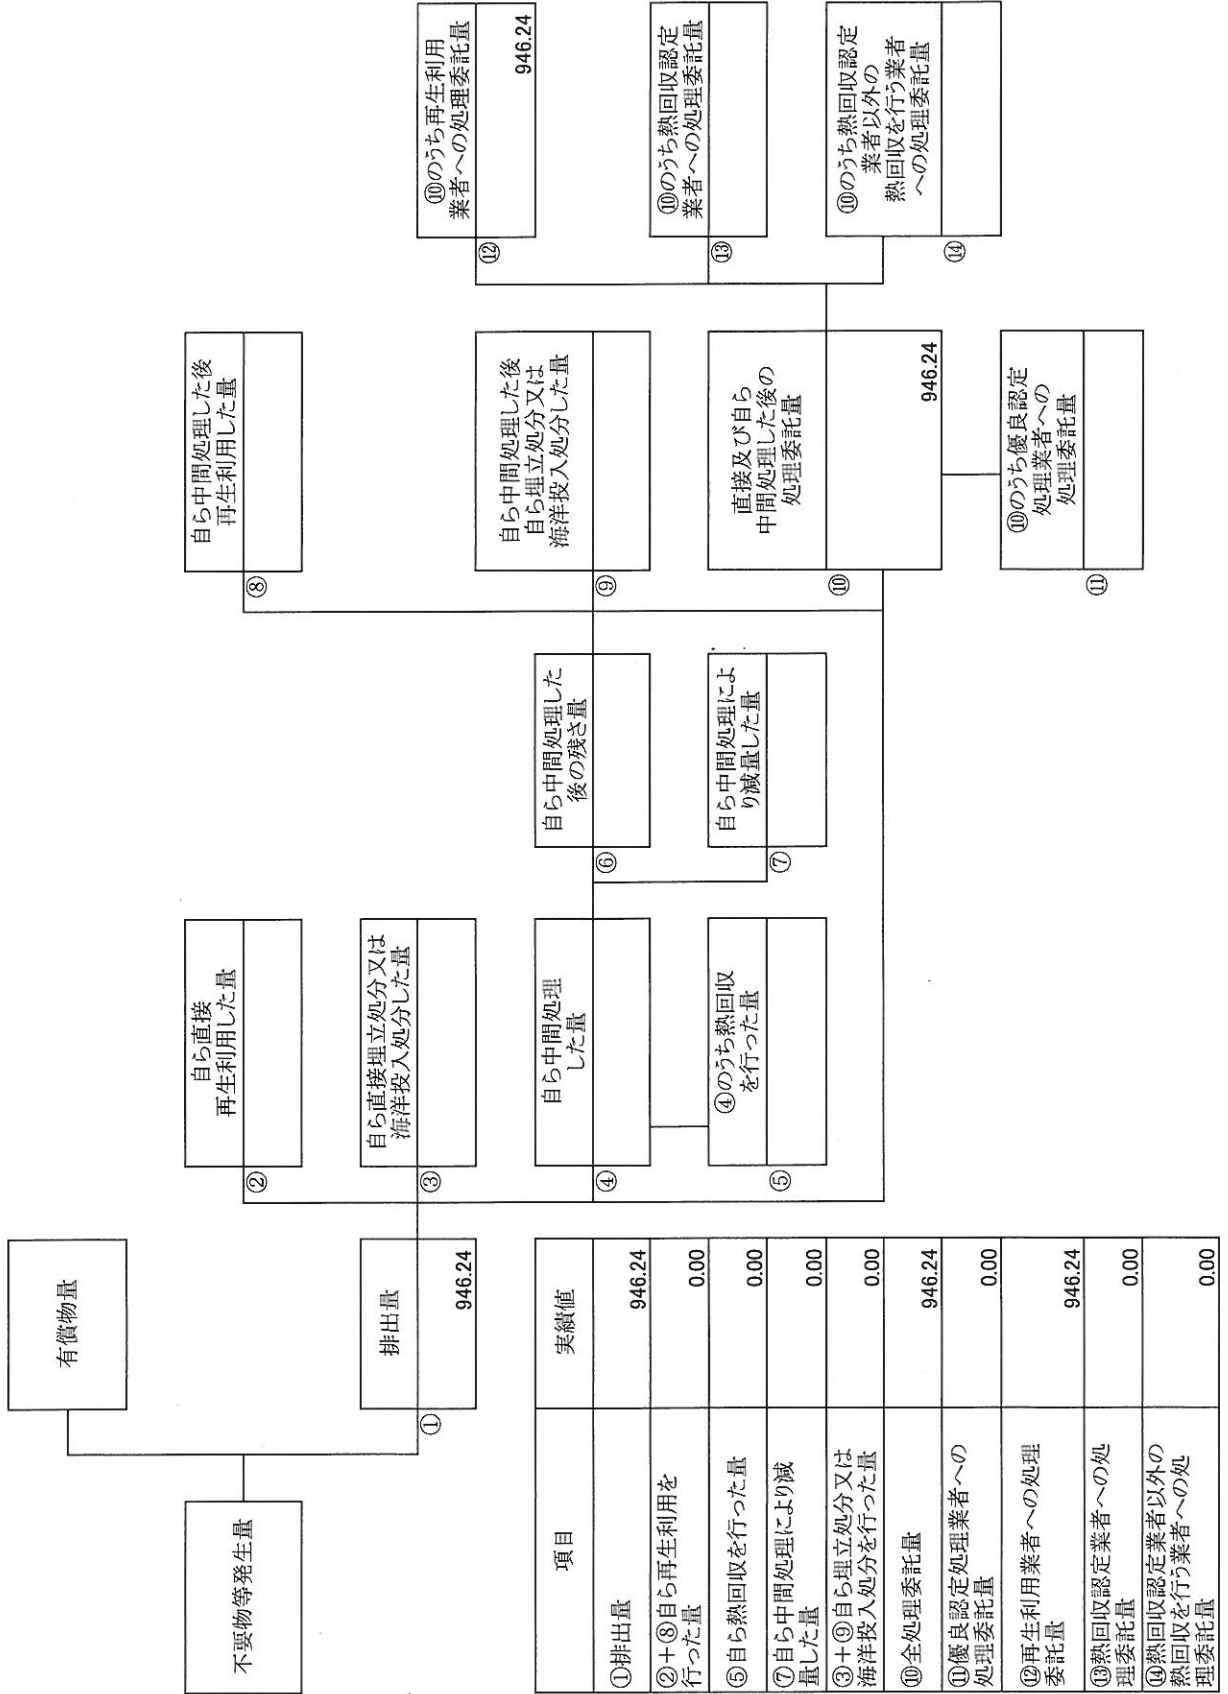 不要物等発生量
有償物量
排出量
①
946.24
自ら直接
再生利用した量
②
自ら直接埋立処分又は
海洋投入処分した量
③
自ら中間処理
した量
④
④のうち熱回収
を行った量
⑤
自ら中間処理した
後の残さ量
⑥
自ら中間処理によ
り減量した量
⑦
自ら中間処理した後
再生利用した量
⑧
自ら中間処理した後
自ら埋立処分又は
海洋投入処分した量
⑨
直接及び自ら
中間処理した後の
処理委託量
⑩
946.24
⑩のうち優良認定
処理業者への
処理委託量
⑪
⑩のうち再生利用
業者への処理委託量
⑫
946.24
⑩のうち熱回収認定
業者への処理委託量
⑬
⑩のうち熱回収認定
業者以外の
熱回収を行う業者
への処理委託量
⑭
項目 実績値
①排出量 946.24
②+⑧自ら再生利用を
行った量 0.00
⑤自ら熱回収を行った量 0.00
⑦自ら中間処理により減
量した量 0.00
③+⑨自ら埋立処分又は
海洋投入処分を行った量 0.00
⑩全処理委託量 946.24
⑪優良認定処理業者への
処理委託量 0.00
⑫再生利用業者への処理
委託量 946.24
⑬熱回収認定業者への処
理委託量 0.00
⑭熱回収認定業者以外の
熱回収を行う業者への処
理委託量 0.00